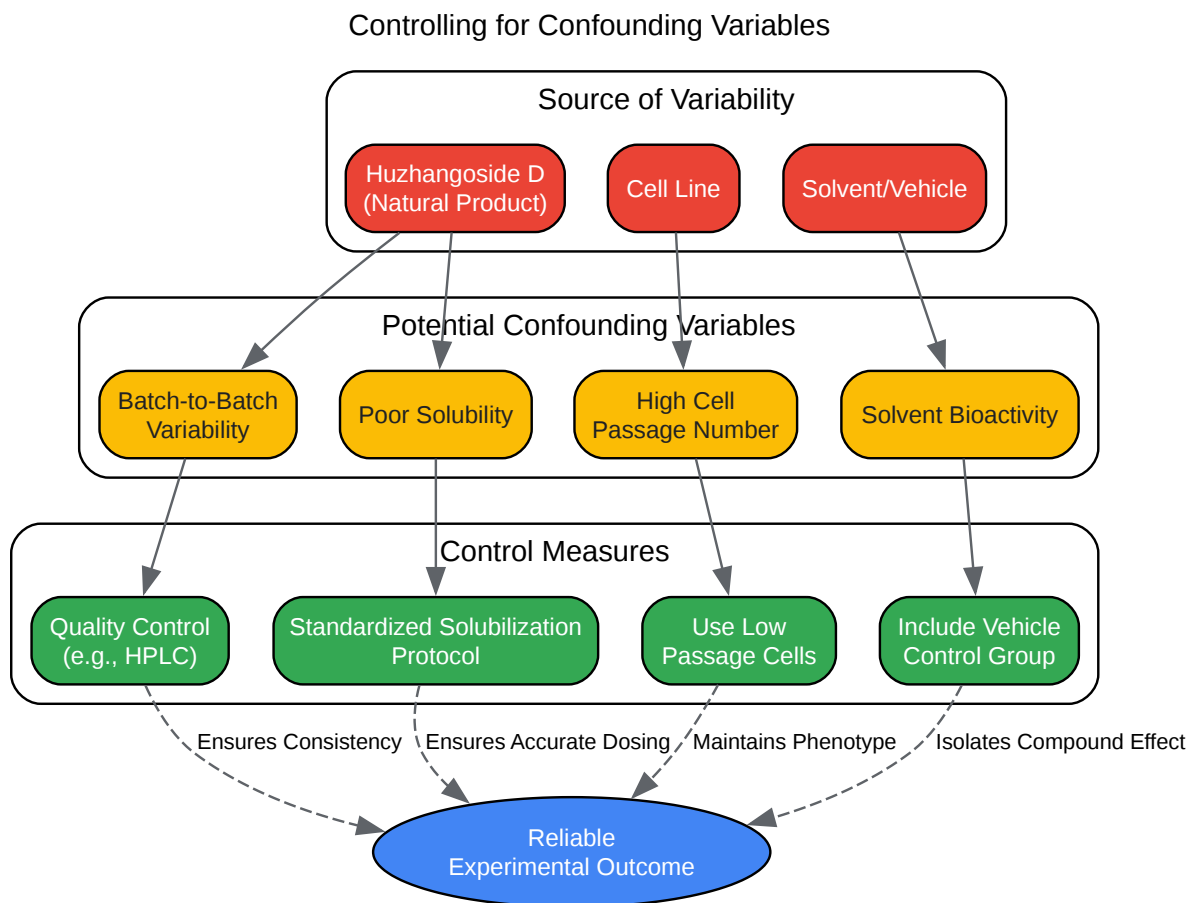 Controlling for Confounding Variables
Source of Variability
Huzhangoside D
(Natural Product)
Cell Line
Solvent/Vehicle
Potential Confounding Variables
Batch-to-Batch
Variability
Poor Solubility
High Cell
Passage Number
Solvent Bioactivity
Control Measures
Quality Control
(e.g., HPLC)
Standardized Solubilization
Protocol
Use Low
Passage Cells
Include Vehicle
Control Group
Ensures Consistency
Ensures Accurate Dosing
Maintains Phenotype
Isolates Compound Effect
Reliable
Experimental Outcome